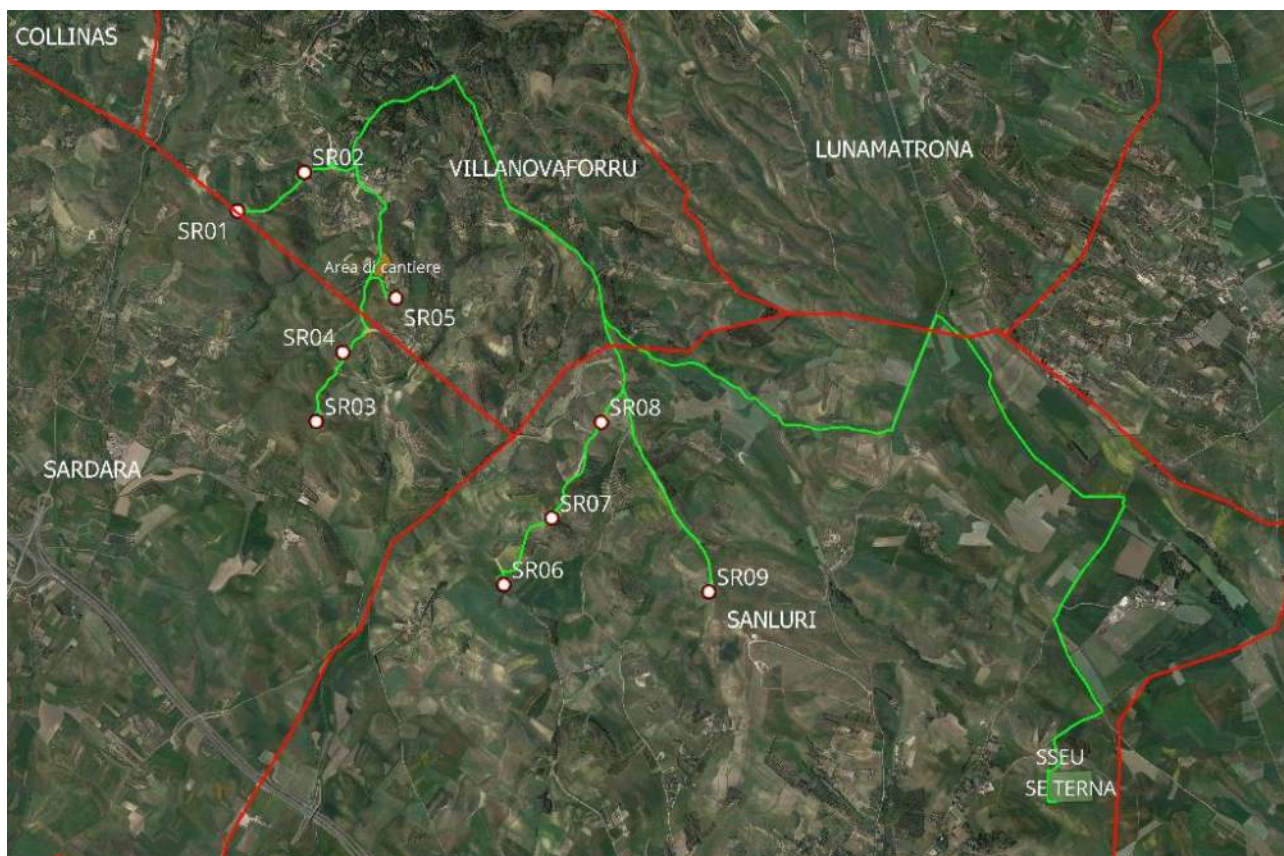 COLLINAS
SR02
VILLANOVAFORRU
LUNAMATRONA
SR01
Area di cantiere
SR05
SR04
SR03
SR08
SARDARA
SR07
SR06
SR09
SANLURI
SSEU
SE TERNA